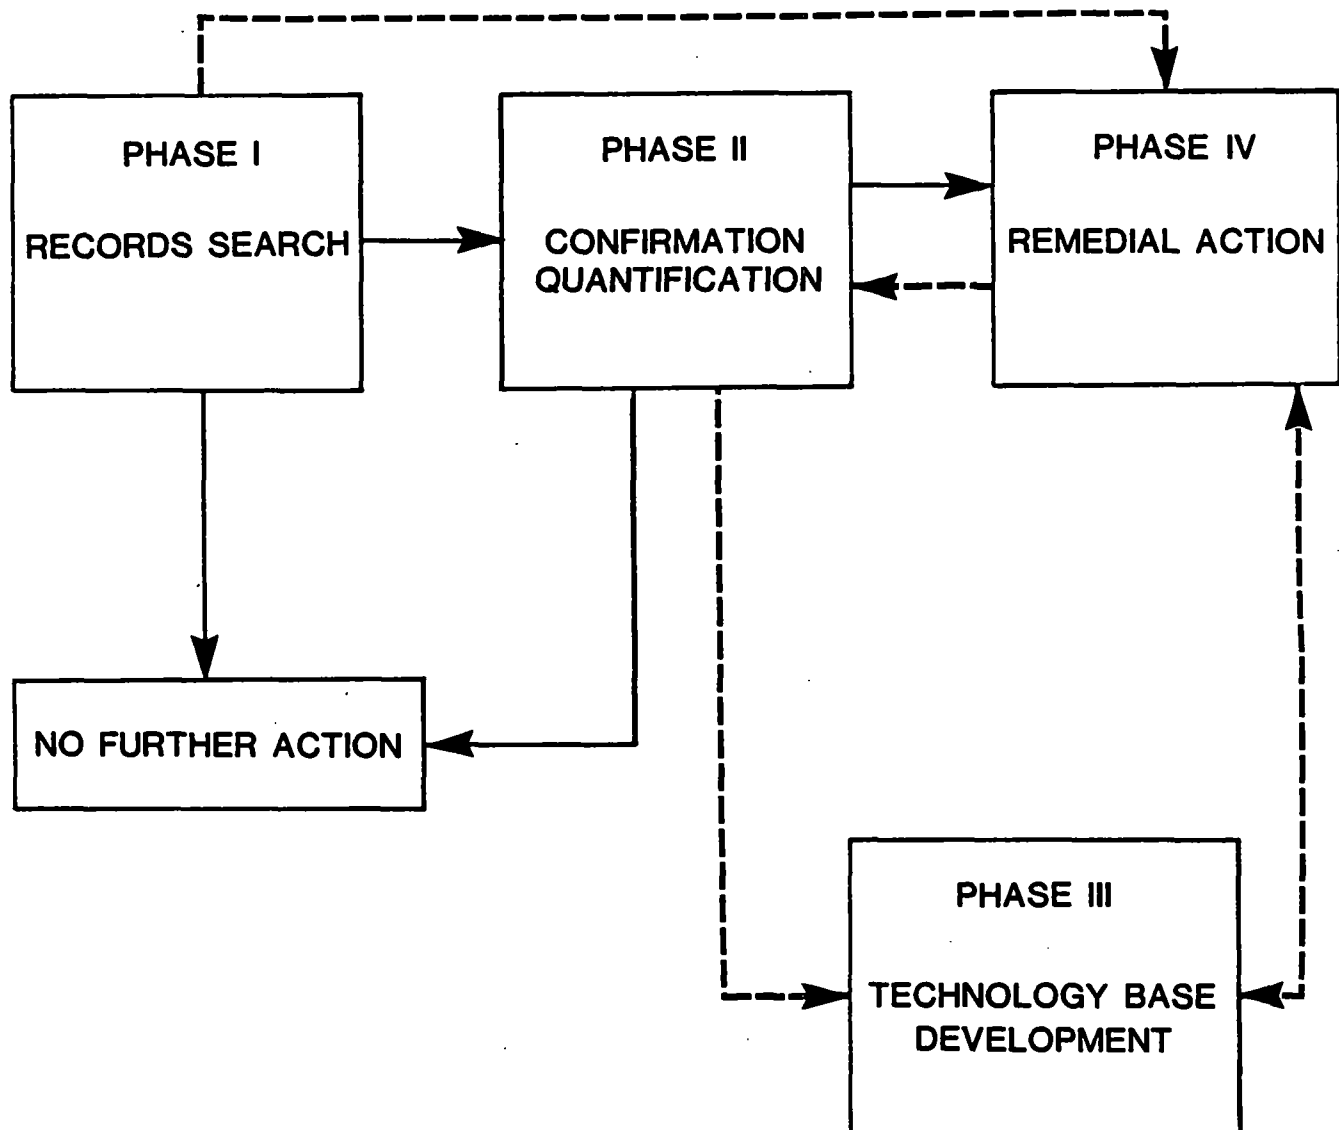 PHASE I
RECORDS SEARCH
PHASE II
CONFIRMATION
QUANTIFICATION
PHASE IV
REMEDIAL ACTION
NO FURTHER ACTION
PHASE III
TECHNOLOGY BASE
DEVELOPMENT